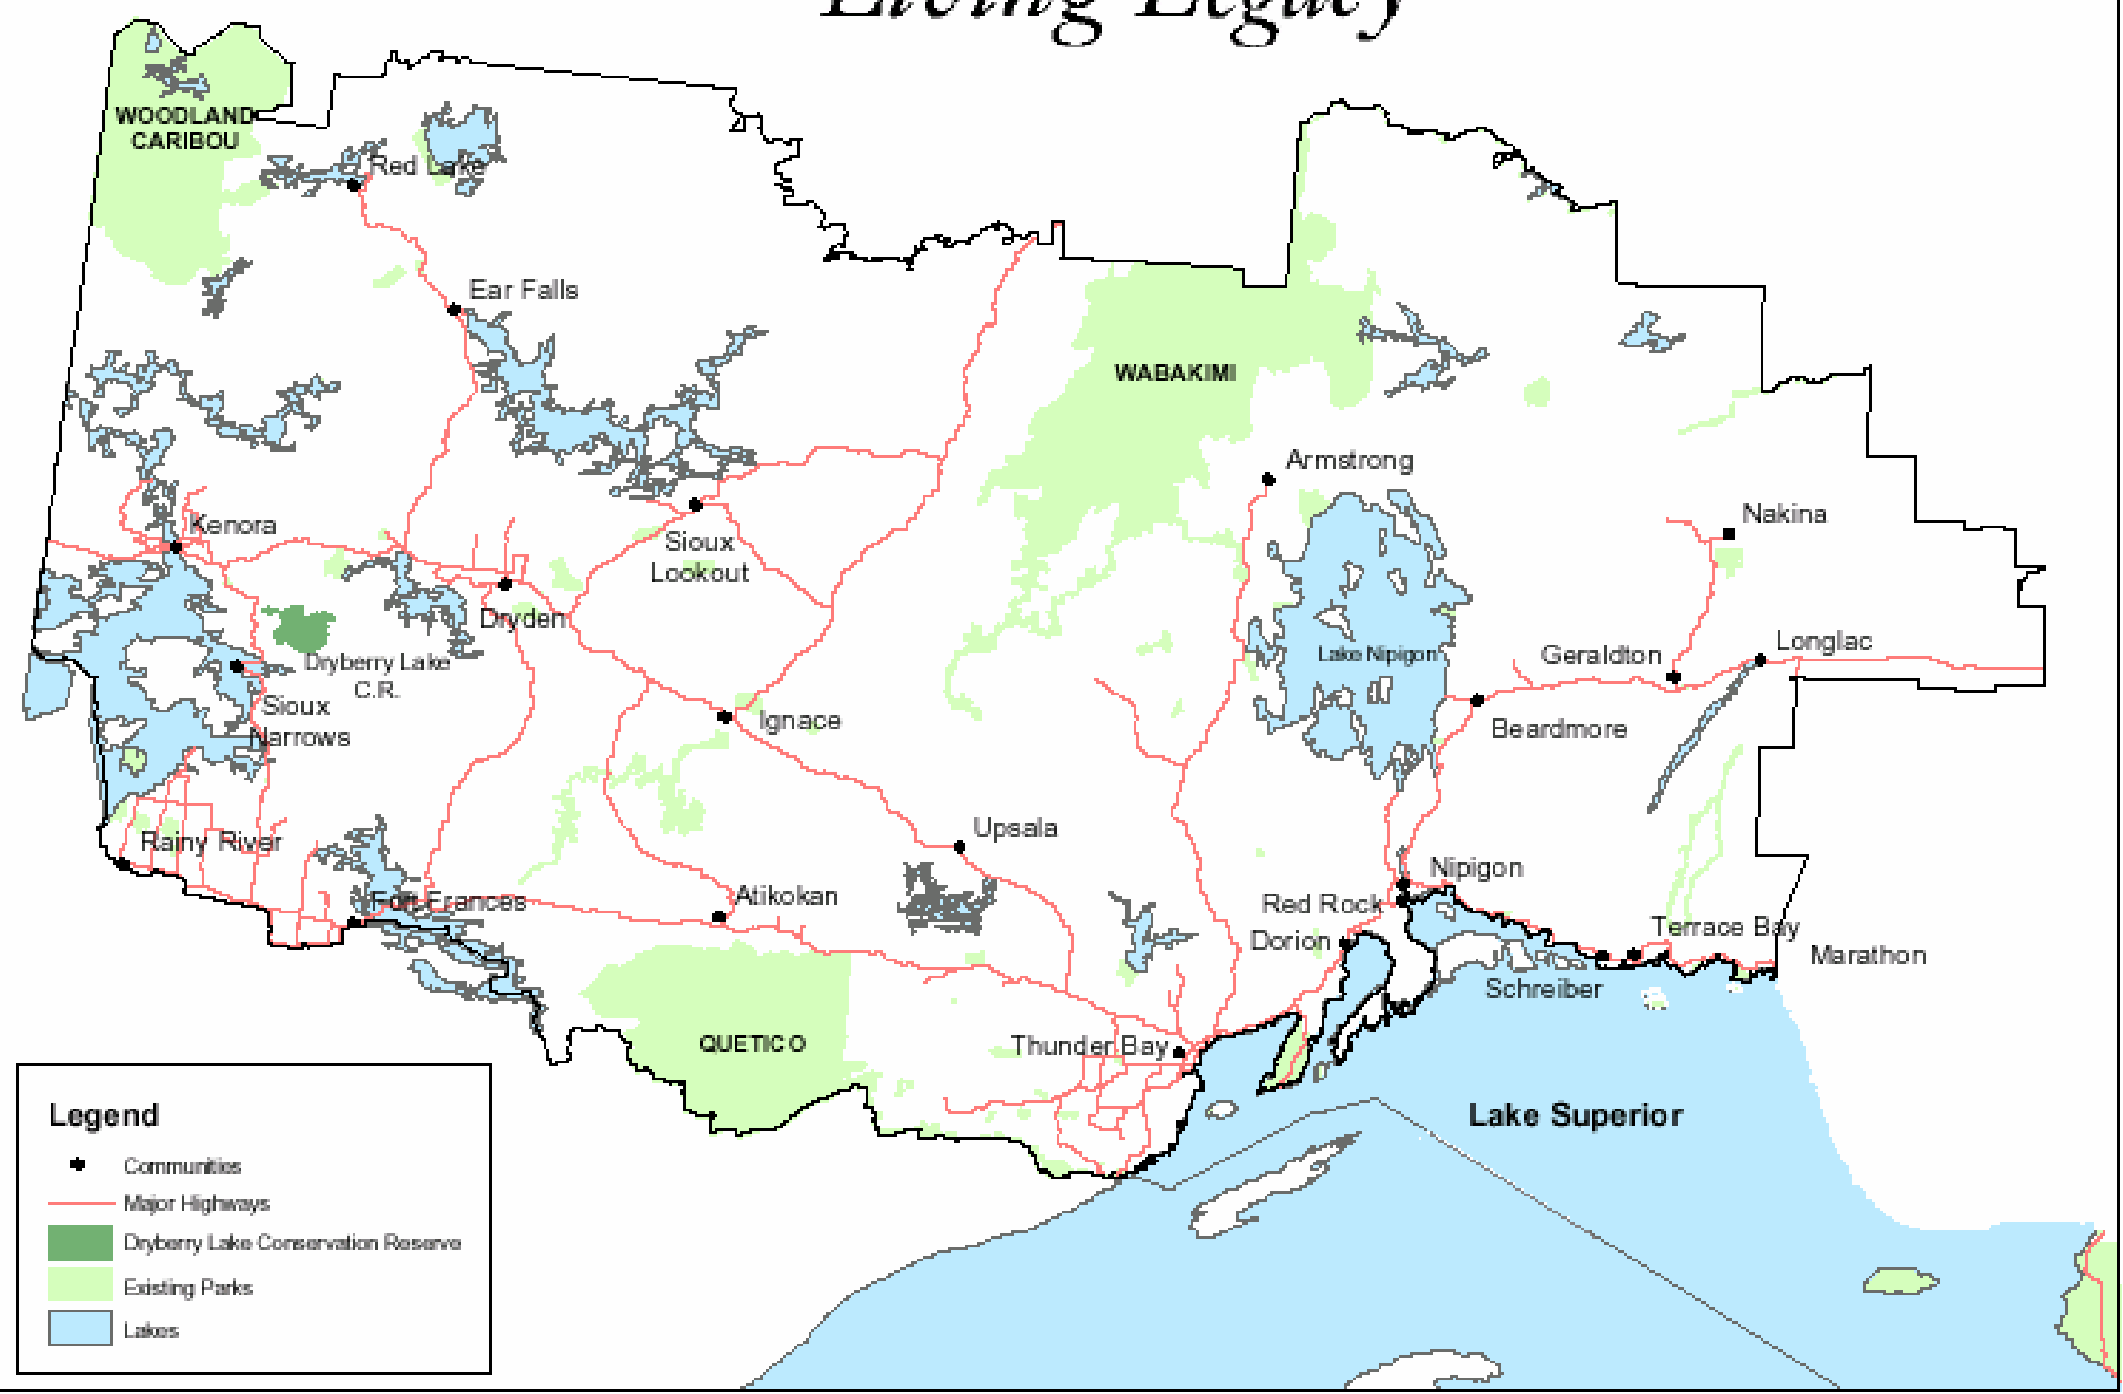 Living Legacy
WOODLAND
CARIBOU
Red Lake
Ear Falls
WABAKIMI
Armstrong
Kenora
Nakina
Sioux
Lookout
Dryden
Dryberry Lake
C.R.
Lake Nipigon
Geraldton
Longlac
Sioux
Narrows
Ignace
Beardmore
Rainy River
Upsala
Nipigon
Fort Frances
Atikokan
Red Rock
Dorion
Terrace Bay
Marathon
Schreiber
QUETICO
Thunder Bay
Lake Superior
Legend
Communities
Major Highways
Dryberry Lake Conservation Reserve
Existing Parks
Lakes